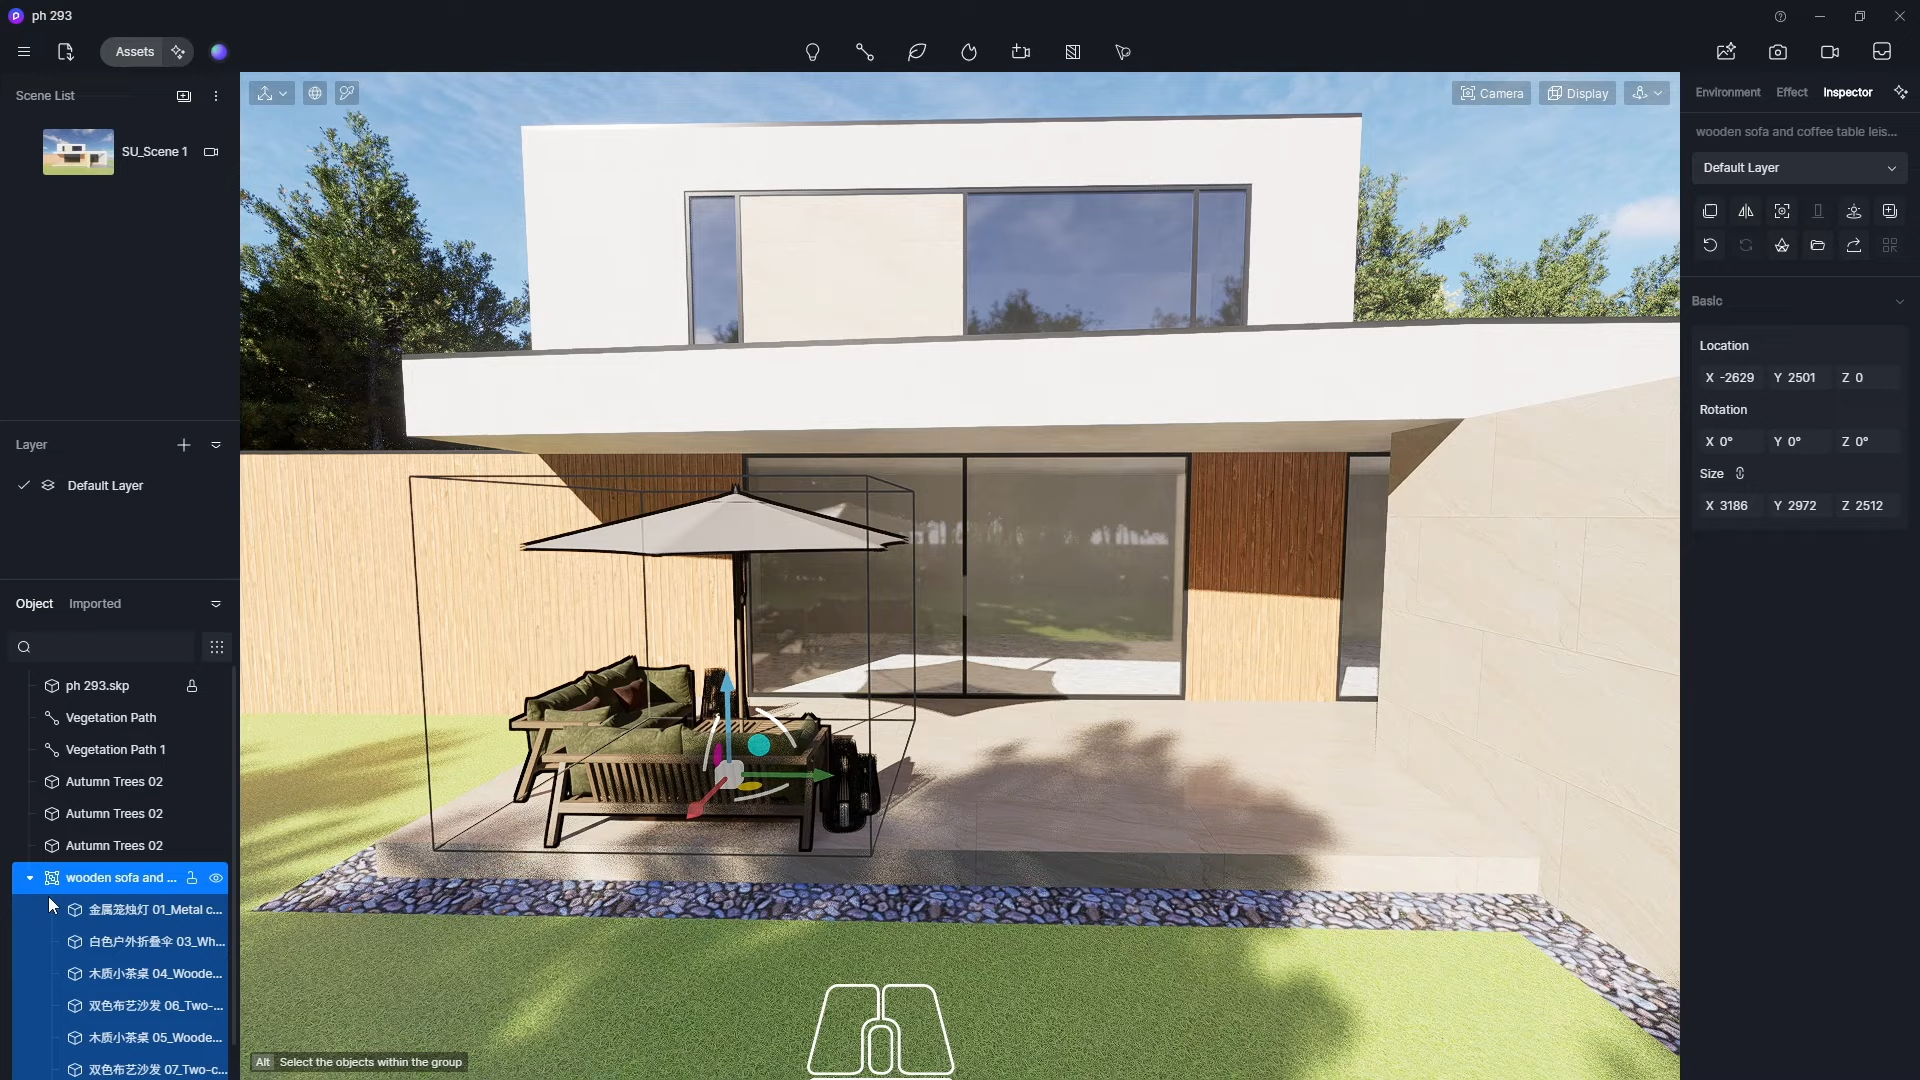 ph 293
Assets
Scene List
SU_Scene 1
Layer
Default Layer
Object Imported
ph 293.skp
Vegetation Path
Vegetation Path 1
Autumn Trees 02
Autumn Trees 02
Autumn Trees 02
wooden sofa and ...
金属笼烛灯 01_Metal c...
白色户外折叠伞 03_Wh...
木质小茶桌 04_Woode...
双色布艺沙发 06_Two-...
木质小茶桌 05_Woode...
双色布艺沙发 07_Two-c...
Camera Display
Alt Select the objects within the group
Environment Effect Inspector
wooden sofa and coffee table leis...
Default Layer
Basic
Location
X -2629 Y 2501 Z 0
Rotation
X 0° Y 0° Z 0°
Size
X 3186 Y 2972 Z 2512